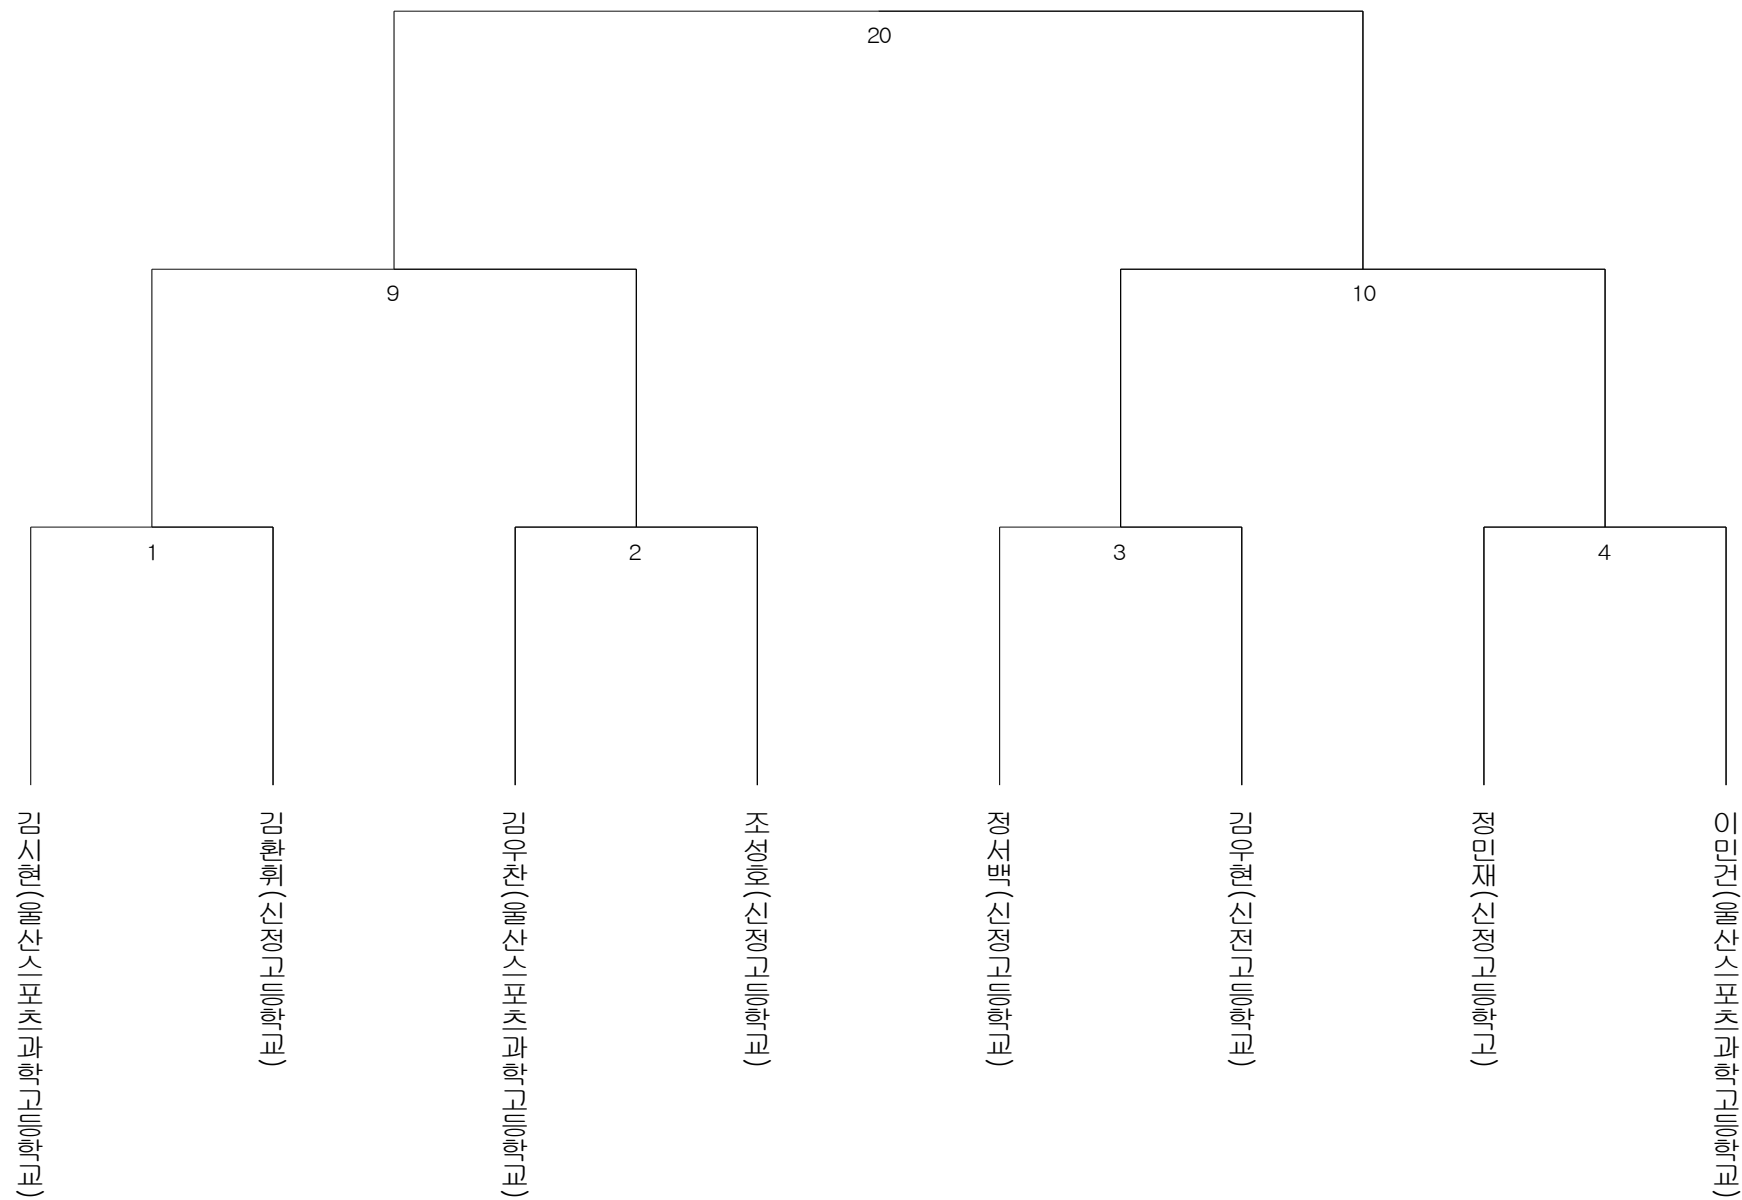 20
9
10
1
2
3
4
김시현(울산스포츠과학고등학교)
김환휘(신정고등학교)
김우찬(울산스포츠과학고등학교)
조성호(신정고등학교)
정서백(신정고등학교)
김우현(신전고등학교)
정민재(신정고등학고)
이민건(울산스포츠과학고등학교)